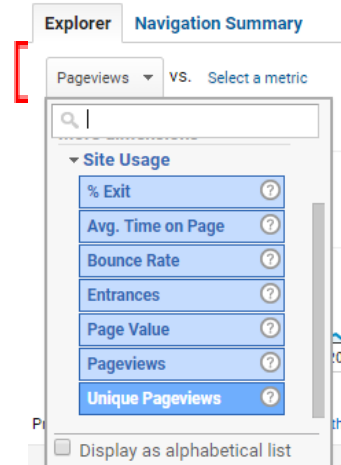 Explorer Navigation Summary
Pageviews VS. Select a metric
Site Usage
% Exit ?
Avg. Time on Page ?
Bounce Rate ?
Entrances ?
Page Value ?
Pageviews ?
Unique Pageviews ?
Display as alphabetical list